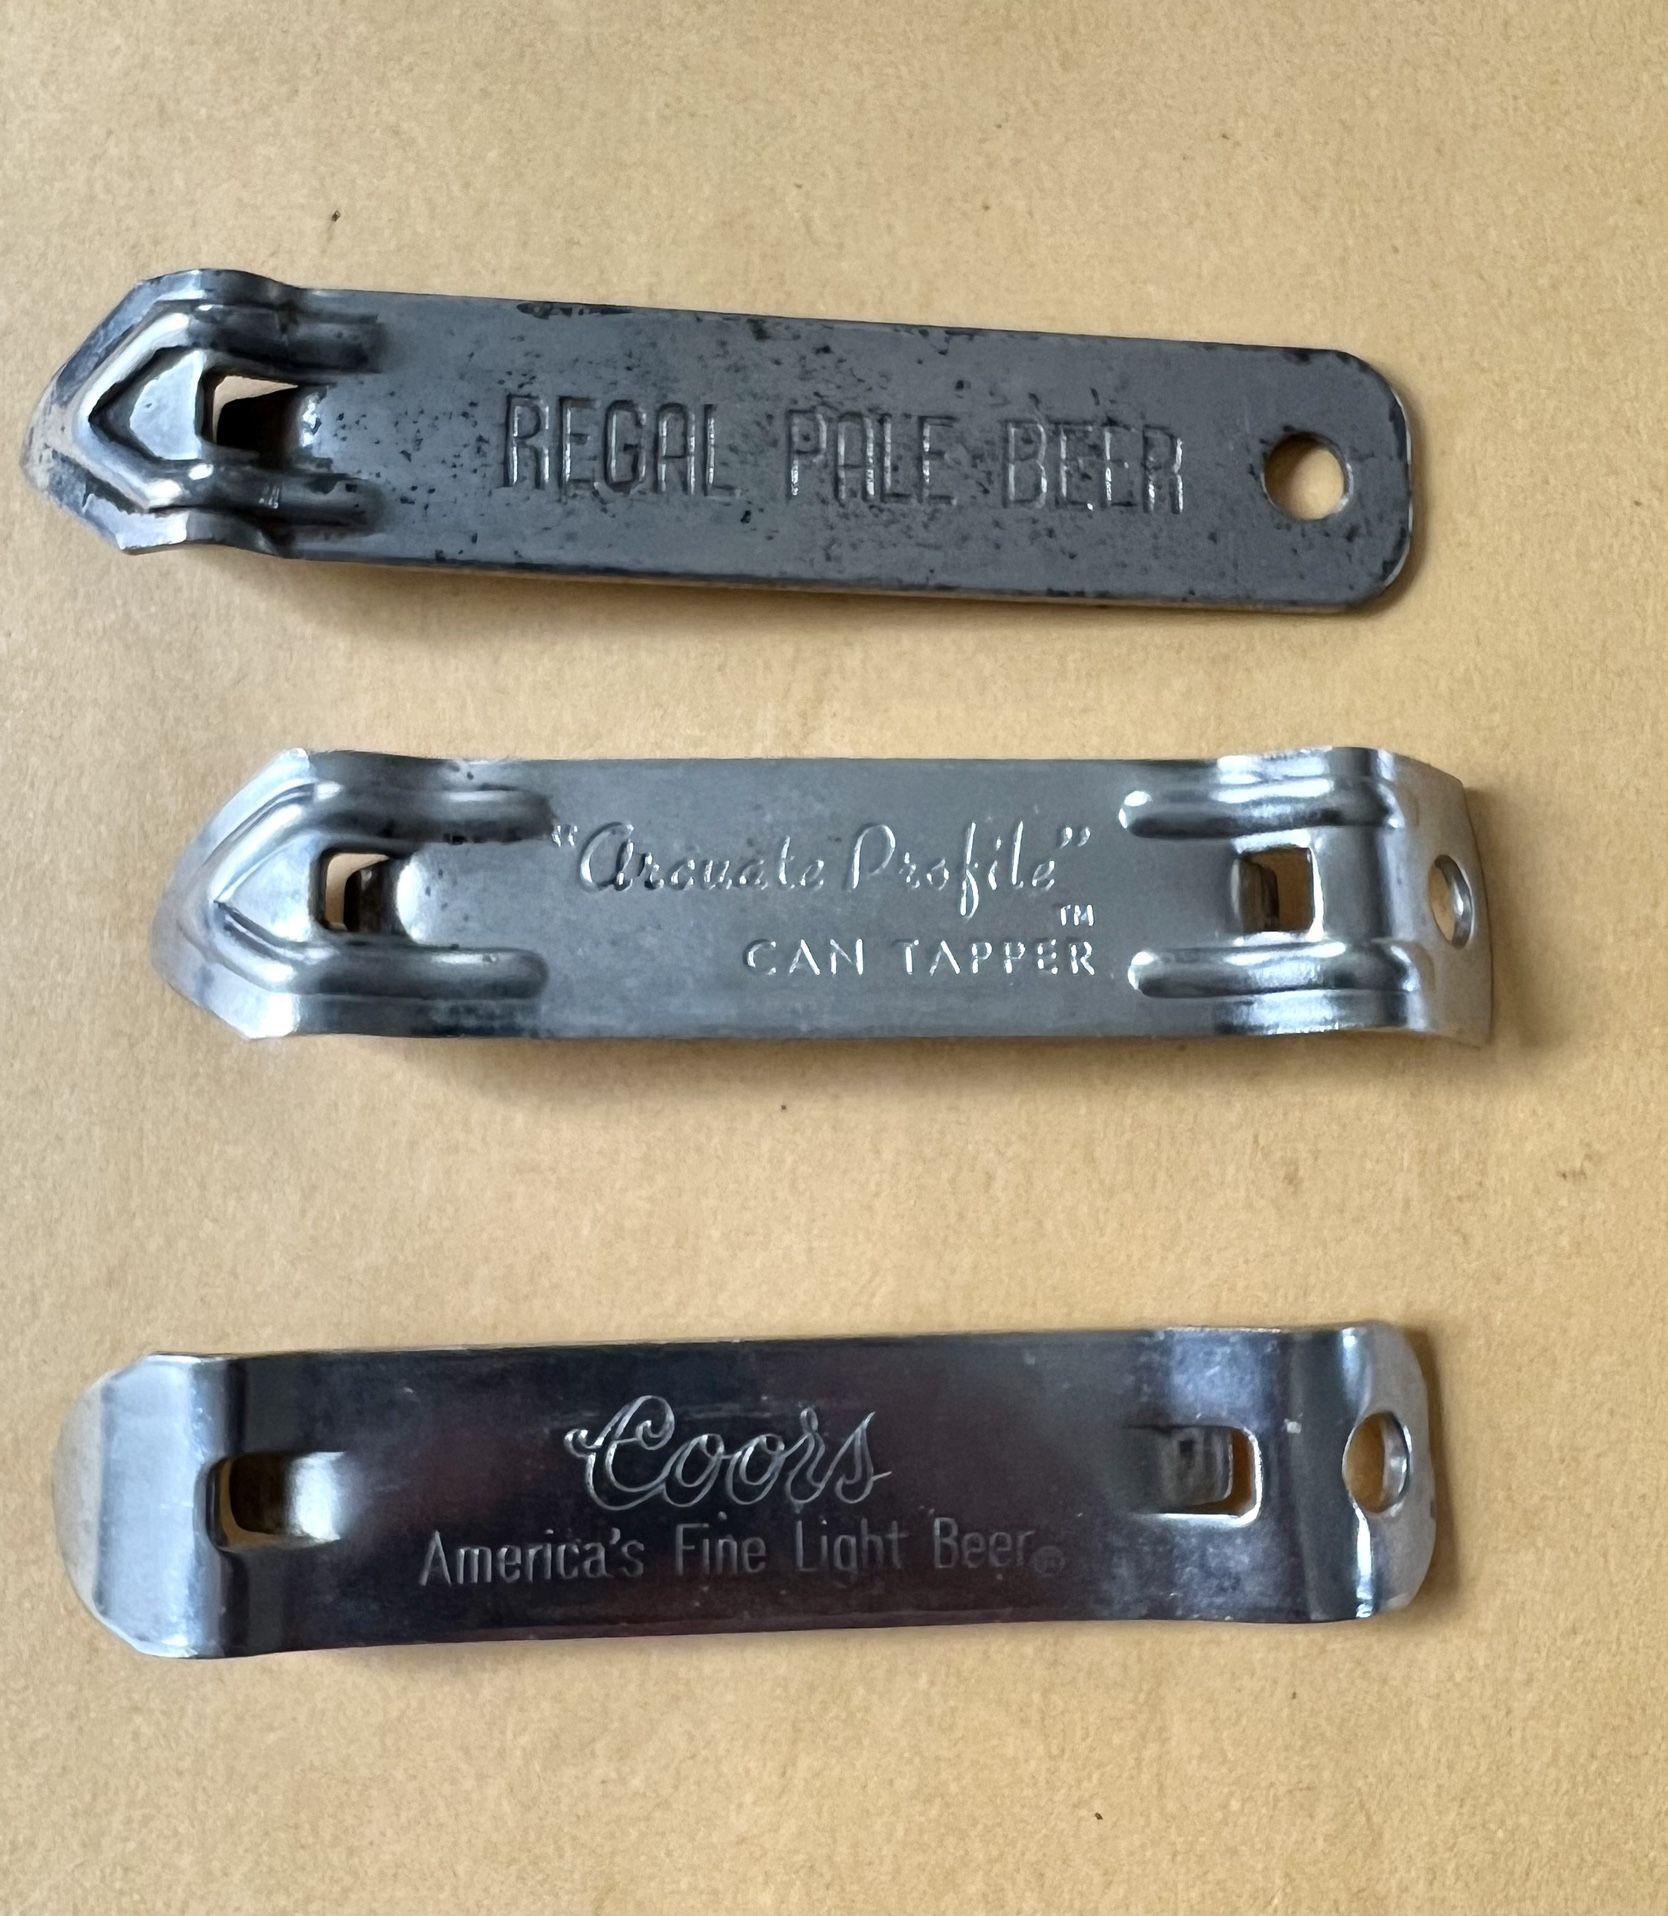 REGAL PALE BEER
"Arcuate Profile"
TM
CAN TAPPER
Coors
America's Fine Light Beer®